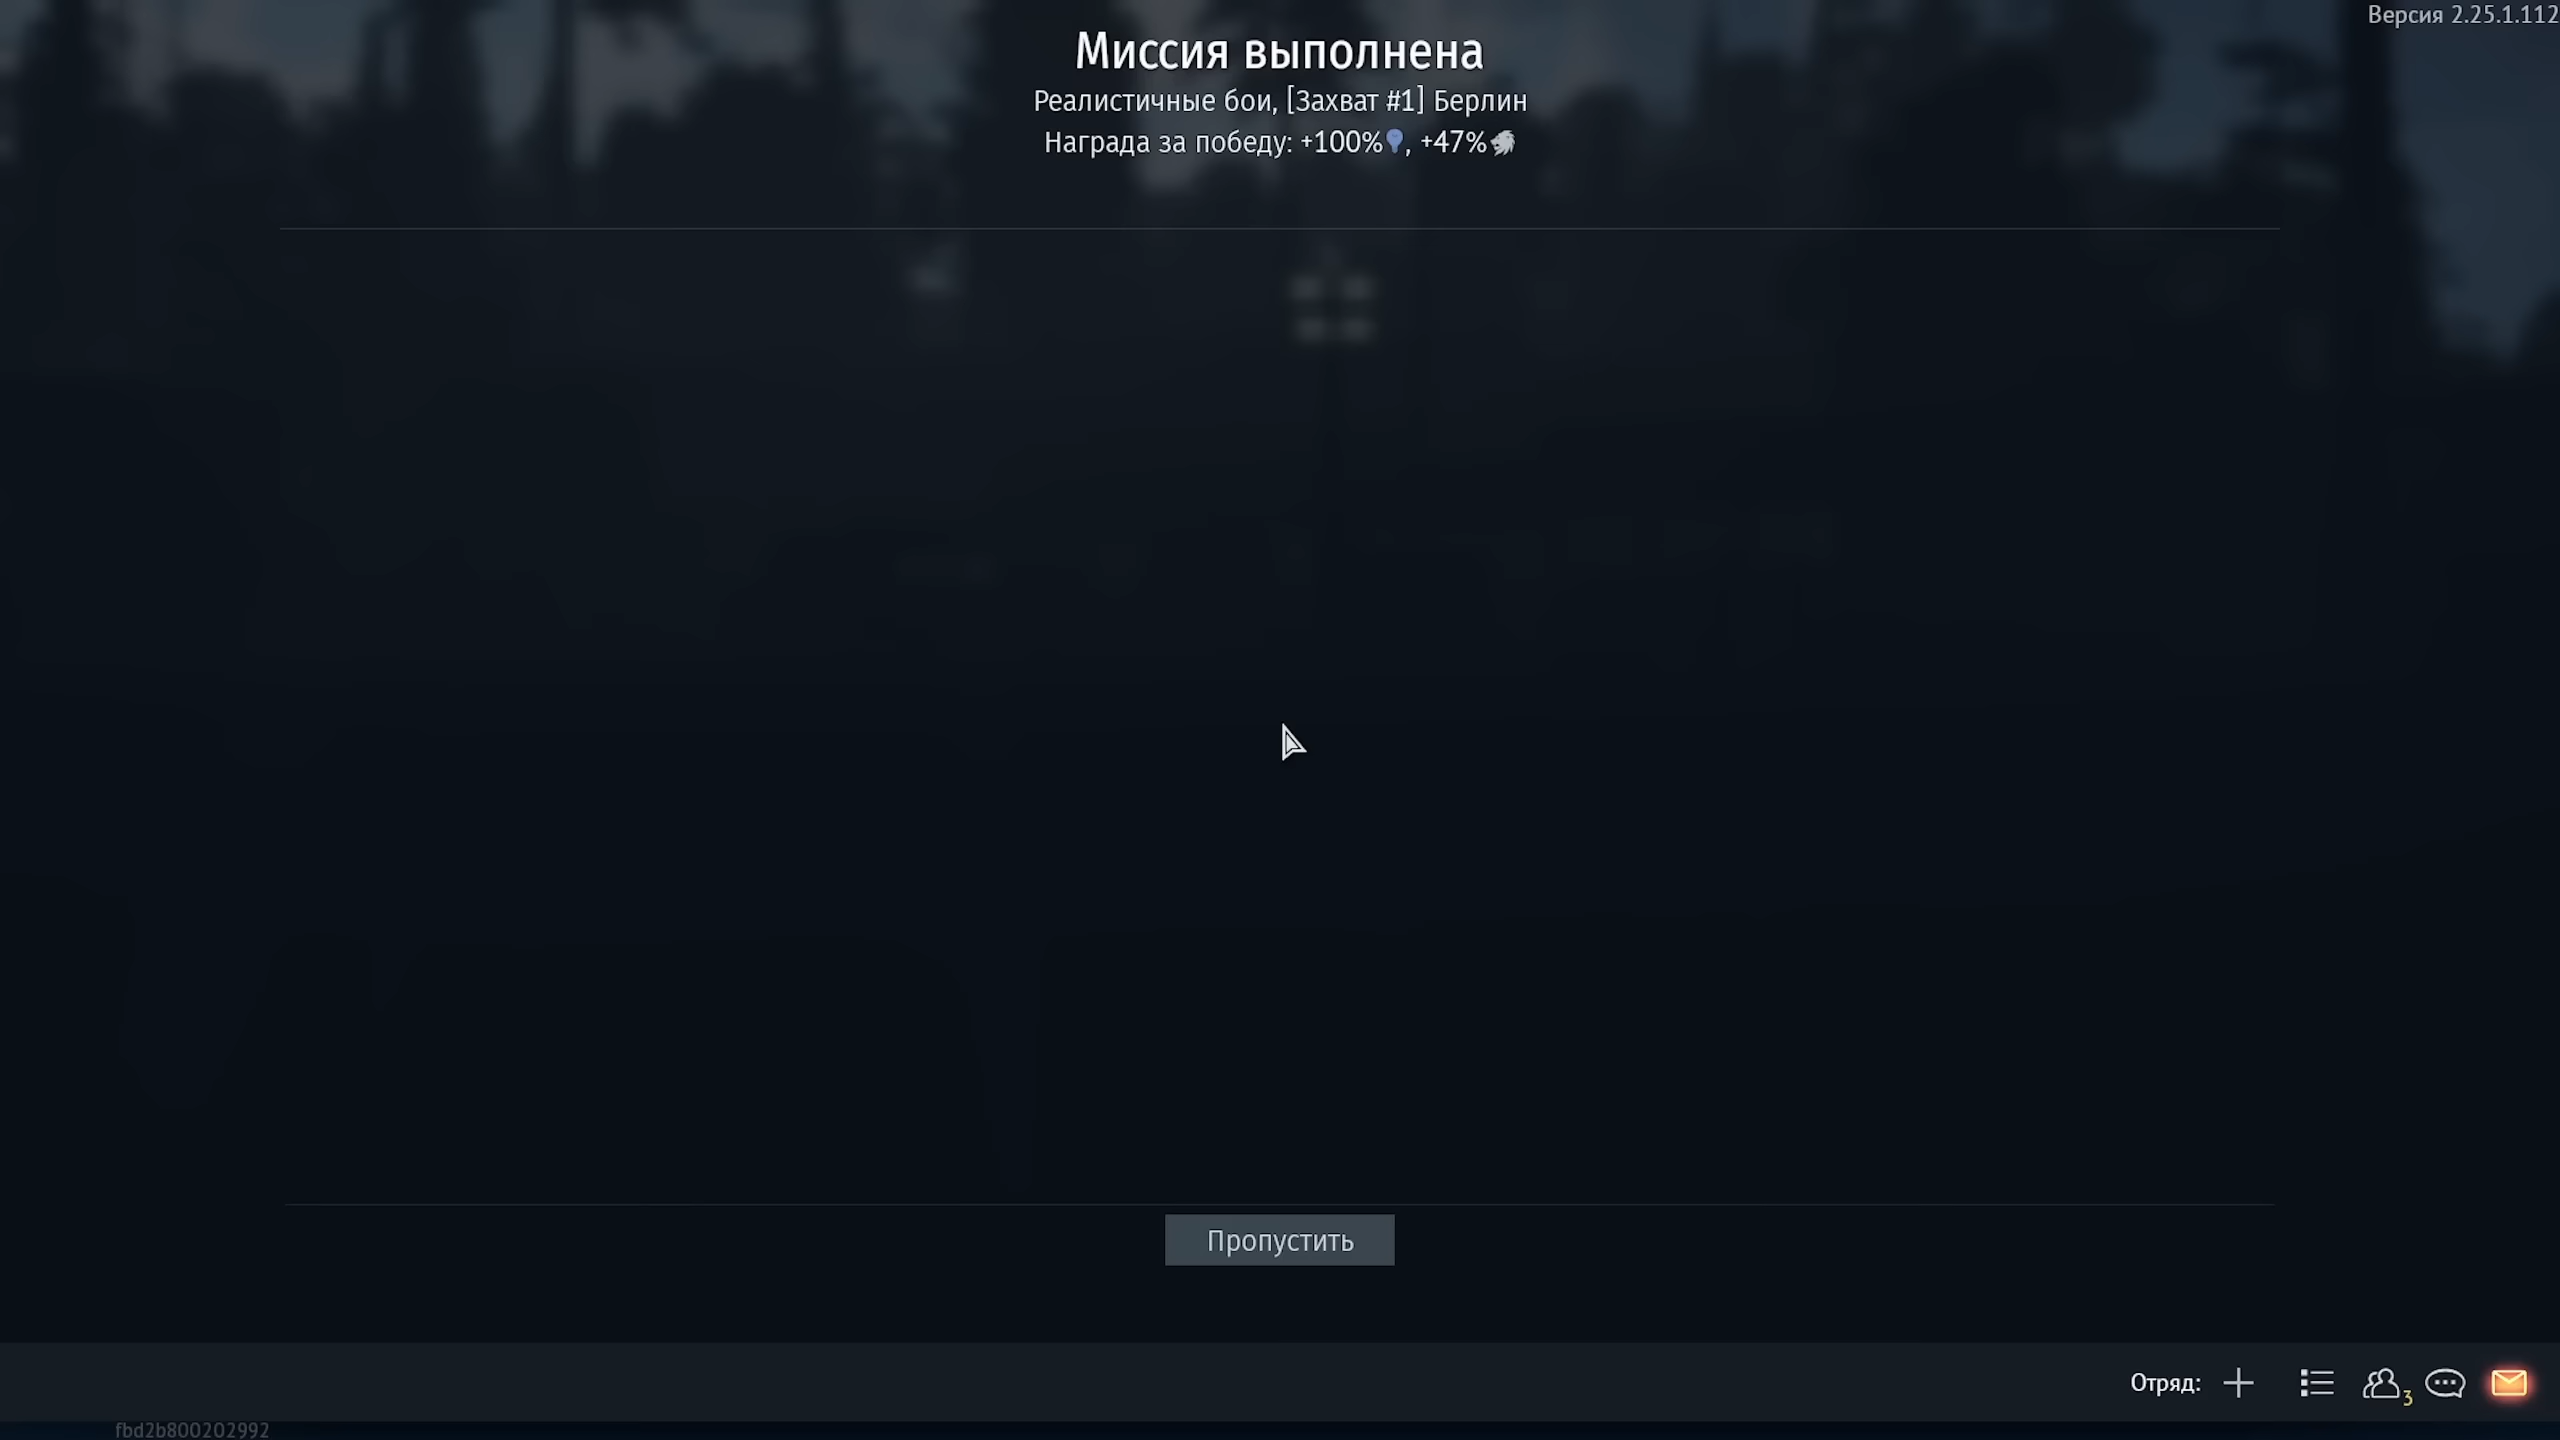 Версия 2.25.1.112
Миссия выполнена
Реалистичные бои, [Захват #1] Берлин
Награда за победу: +100%, +47%
Пропустить
Отряд:
3
fbd2b800202992